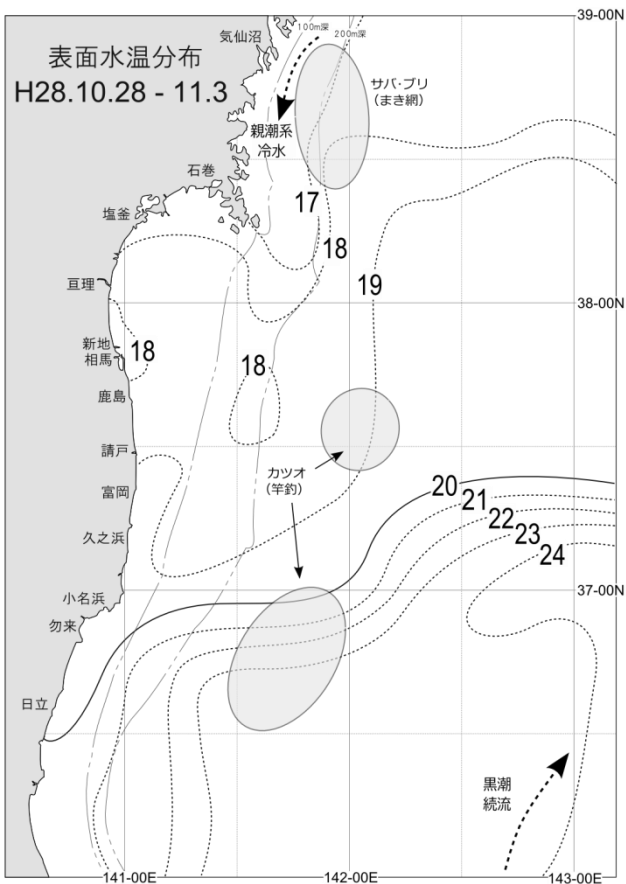 39-00N
気仙沼
100m深
200m深
表面水温分布
H28.10.28 - 11.3
サバ・ブリ
(まき網)
親潮系
冷水
石巻
塩釜
17
18
19
亘理
38-00N
新地
相馬
18
18
鹿島
請戸
カツオ
(竿釣)
富岡
20
21
22
23
24
久之浜
小名浜
37-00N
勿来
日立
黒潮
続流
141-00E
142-00E
143-00E